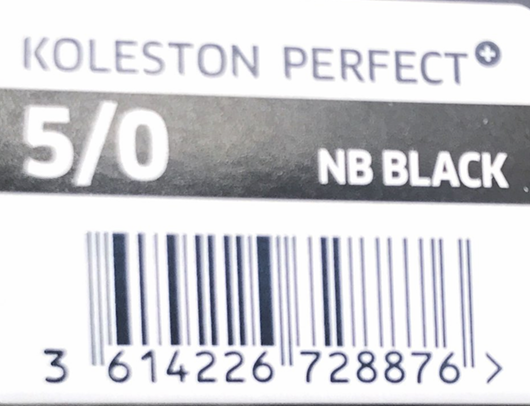 KOLESTON PERFECT+
5/0
NB BLACK
3 614226 728876 >